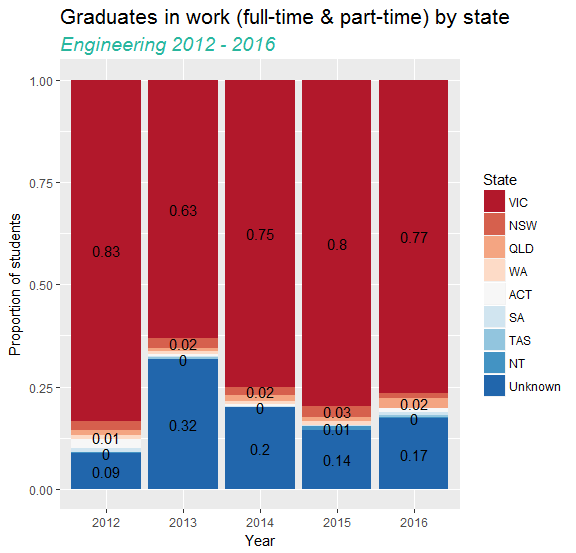 Graduates in work (full-time & part-time) by state
Engineering 2012 - 2016
Proportion of students
1.00
0.75
0.50
0.25
0.00
0.83
0.01
0
0.09
0.63
0.02
0
0.32
0.75
0.02
0
0.2
0.8
0.03
0.01
0.14
0.77
0.02
0
0.17
2012 2013 2014 2015 2016
Year
State
VIC
NSW
QLD
WA
ACT
SA
TAS
NT
Unknown